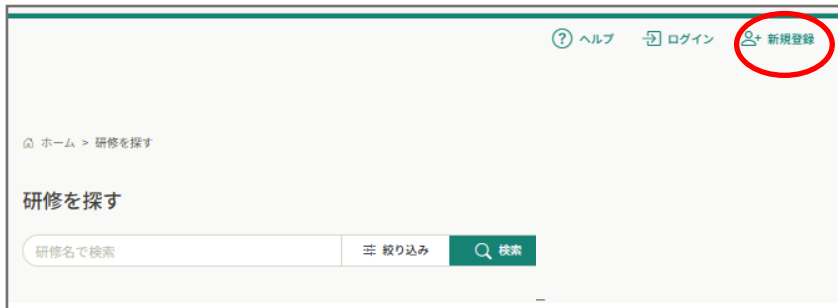 ヘルプ ログイン 新規登録
ホーム > 研修を探す
研修を探す
研修名で検索 絞り込み 検索